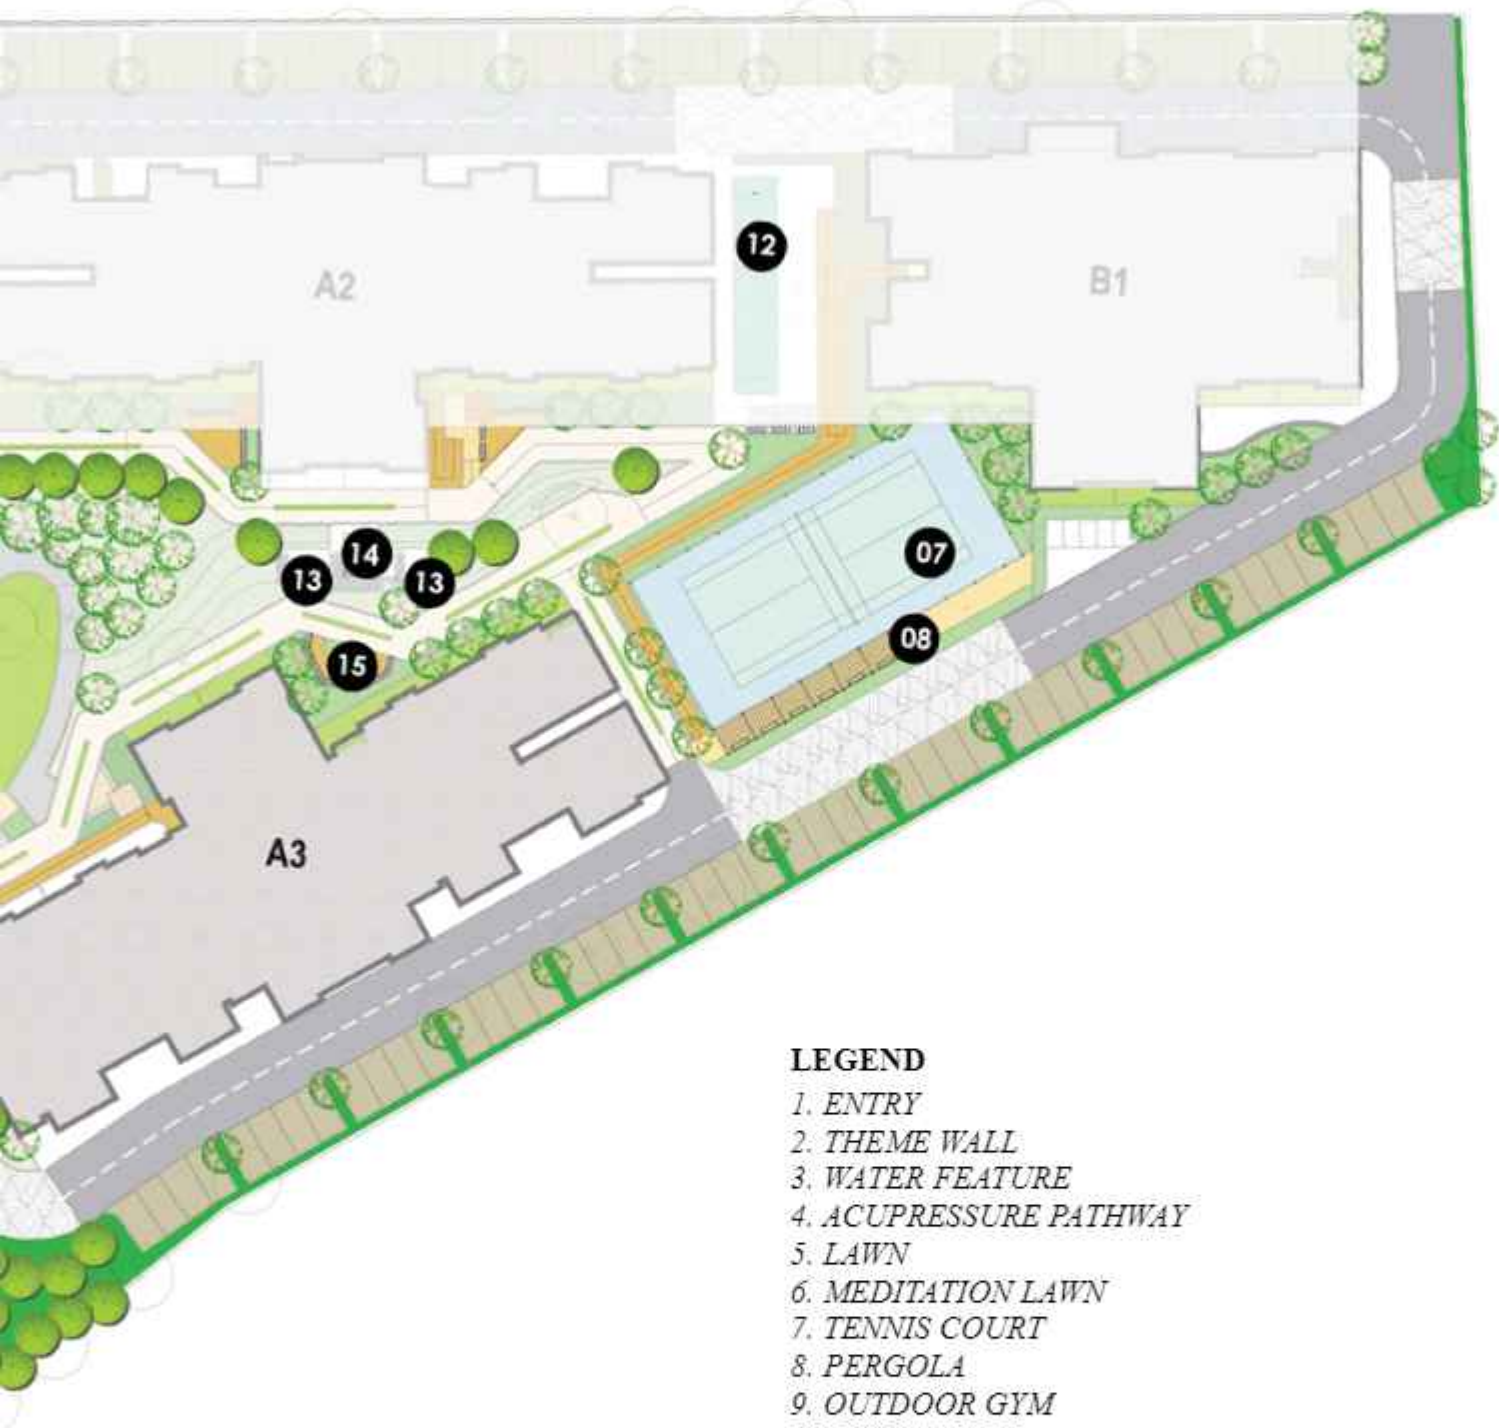 12
A2
B1
14
07
13
13
08
15
A3
LEGEND
1. ENTRY
2. THEME WALL
3. WATER FEATURE
4. ACUPRESSURE PATHWAY
5. LAWN
6. MEDITATION LAWN
7. TENNIS COURT
8. PERGOLA
9. OUTDOOR GYM